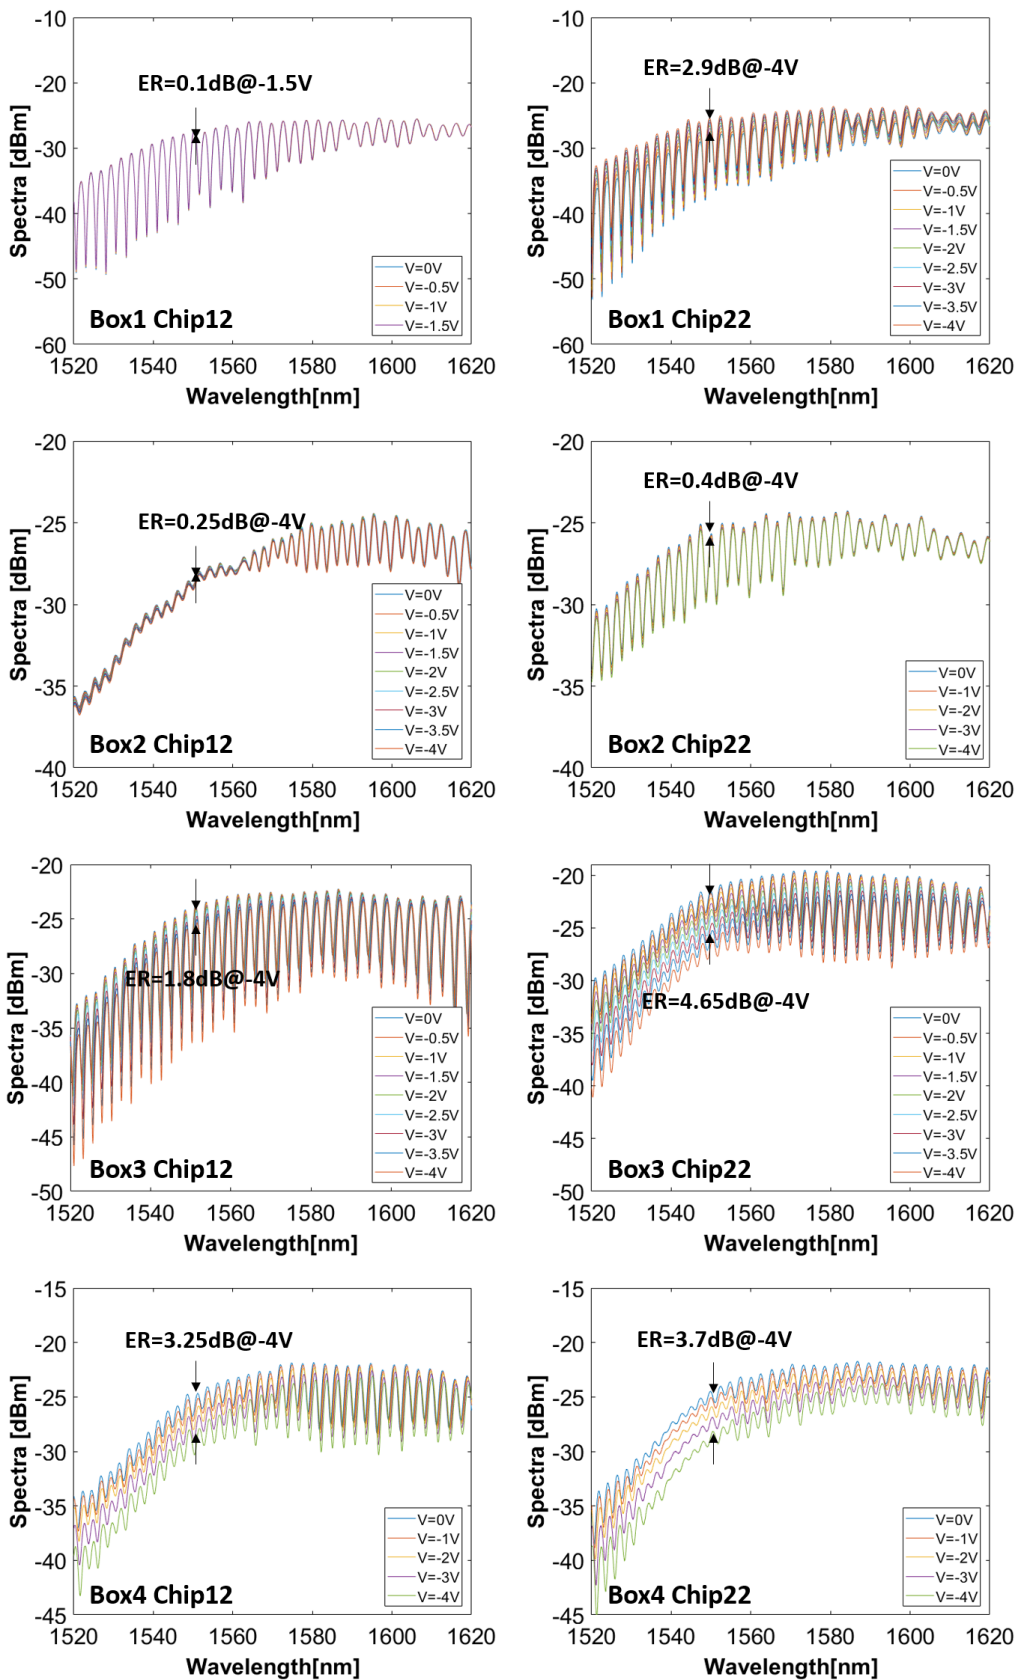 -10
-20
-30
-40
-50
-60
Spectra [dBm]
ER=0.1dB@-1.5V
V=0V
V=-0.5V
V=-1V
V=-1.5V
Box1 Chip12
1520 1540 1560 1580 1600 1620
Wavelength[nm]
-10
-20
-30
-40
-50
-60
Spectra [dBm]
ER=2.9dB@-4V
V=0V
V=-0.5V
V=-1V
V=-1.5V
V=-2V
V=-2.5V
V=-3V
V=-3.5V
V=-4V
Box1 Chip22
1520 1540 1560 1580 1600 1620
Wavelength[nm]
-20
-25
-30
-35
-40
Spectra [dBm]
ER=0.25dB@-4V
V=0V
V=-0.5V
V=-1V
V=-1.5V
V=-2V
V=-2.5V
V=-3V
V=-3.5V
V=-4V
Box2 Chip12
1520 1540 1560 1580 1600 1620
Wavelength[nm]
-20
-25
-30
-35
-40
Spectra [dBm]
ER=0.4dB@-4V
V=0V
V=-1V
V=-2V
V=-3V
V=-4V
Box2 Chip22
1520 1540 1560 1580 1600 1620
Wavelength[nm]
-20
-25
-30
-35
-40
-45
-50
Spectra [dBm]
ER=1.8dB@-4V
V=0V
V=-0.5V
V=-1V
V=-1.5V
V=-2V
V=-2.5V
V=-3V
V=-3.5V
V=-4V
Box3 Chip12
1520 1540 1560 1580 1600 1620
Wavelength[nm]
-20
-25
-30
-35
-40
-45
-50
Spectra [dBm]
ER=4.65dB@-4V
V=0V
V=-0.5V
V=-1V
V=-1.5V
V=-2V
V=-2.5V
V=-3V
V=-3.5V
V=-4V
Box3 Chip22
1520 1540 1560 1580 1600 1620
Wavelength[nm]
-15
-20
-25
-30
-35
-40
-45
Spectra [dBm]
ER=3.25dB@-4V
V=0V
V=-1V
V=-2V
V=-3V
V=-4V
Box4 Chip12
1520 1540 1560 1580 1600 1620
Wavelength[nm]
-15
-20
-25
-30
-35
-40
-45
Spectra [dBm]
ER=3.7dB@-4V
V=0V
V=-1V
V=-2V
V=-3V
V=-4V
Box4 Chip22
1520 1540 1560 1580 1600 1620
Wavelength[nm]